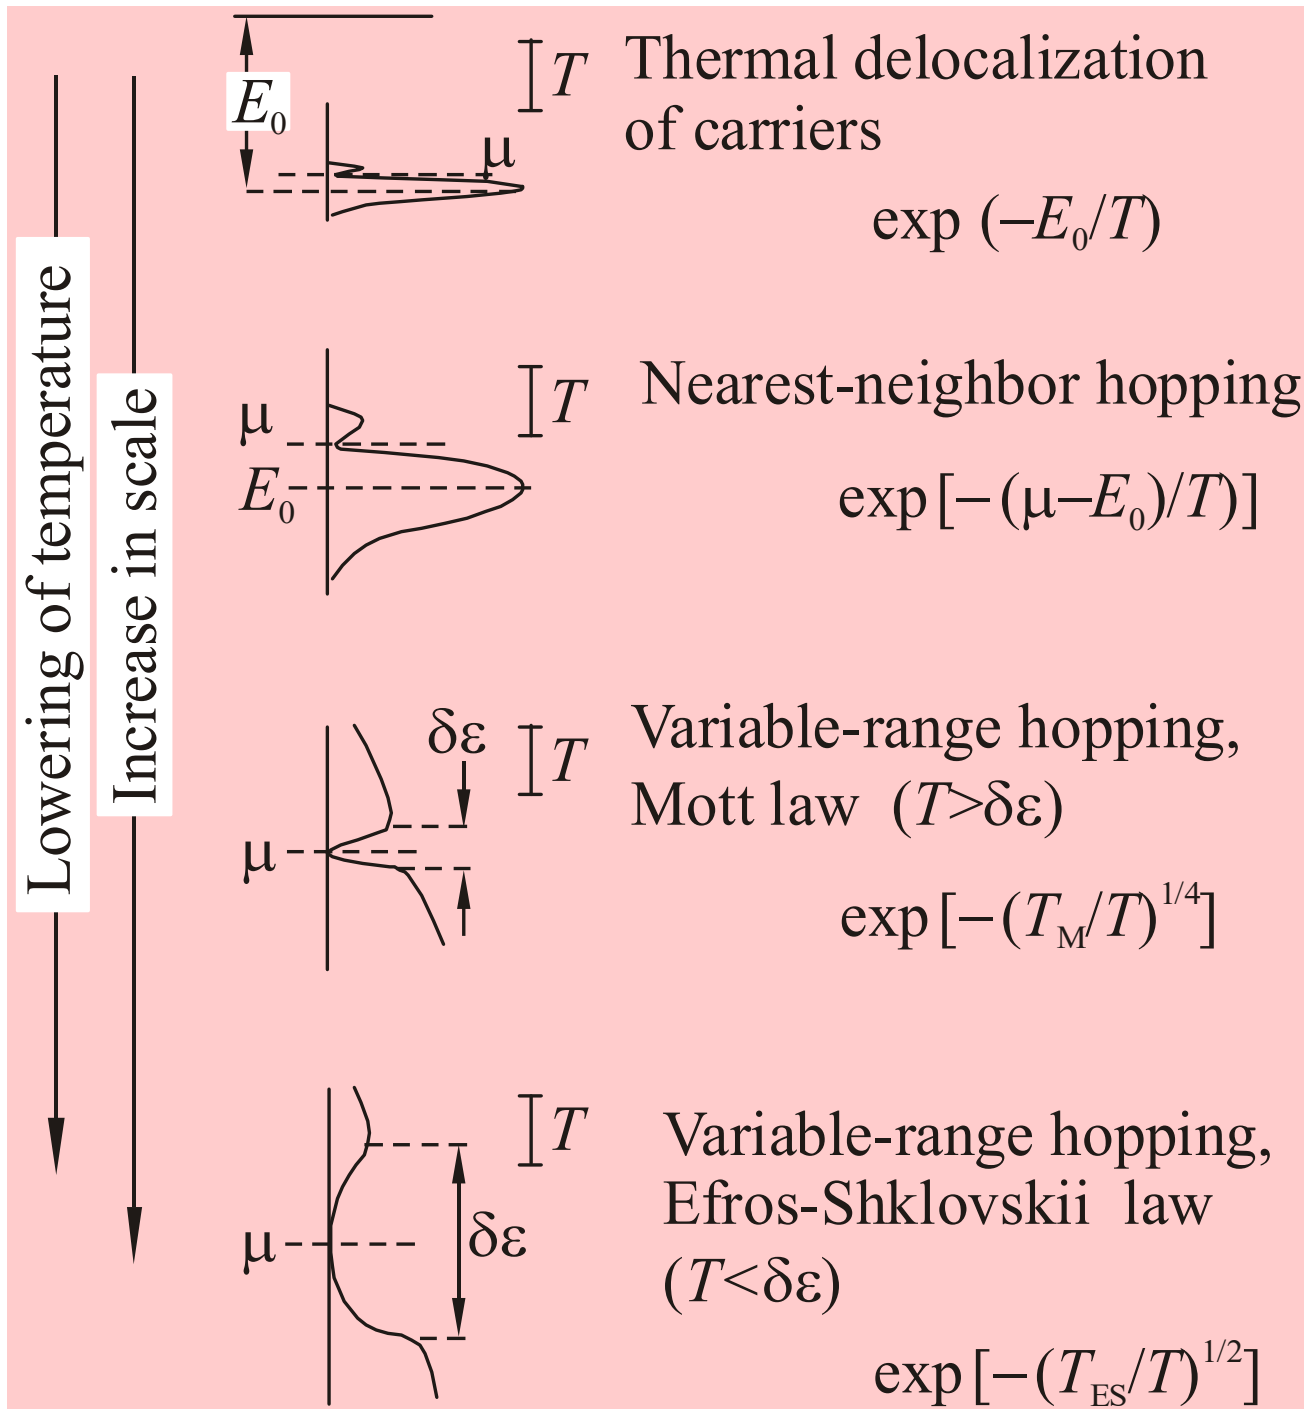 Lowering of temperature
Increase in scale
E₀
μ
T
Thermal delocalization
of carriers
exp (−E₀/T)
μ
E₀
T
Nearest-neighbor hopping
exp [− (μ−E₀)/T)]
δε
μ
T
Variable-range hopping,
Mott law (T>δε)
exp [− (T_M/T)^1/4]
T
μ
δε
Variable-range hopping,
Efros-Shklovskii law
(T<δε)
exp [−(T_ES/T)^1/2]